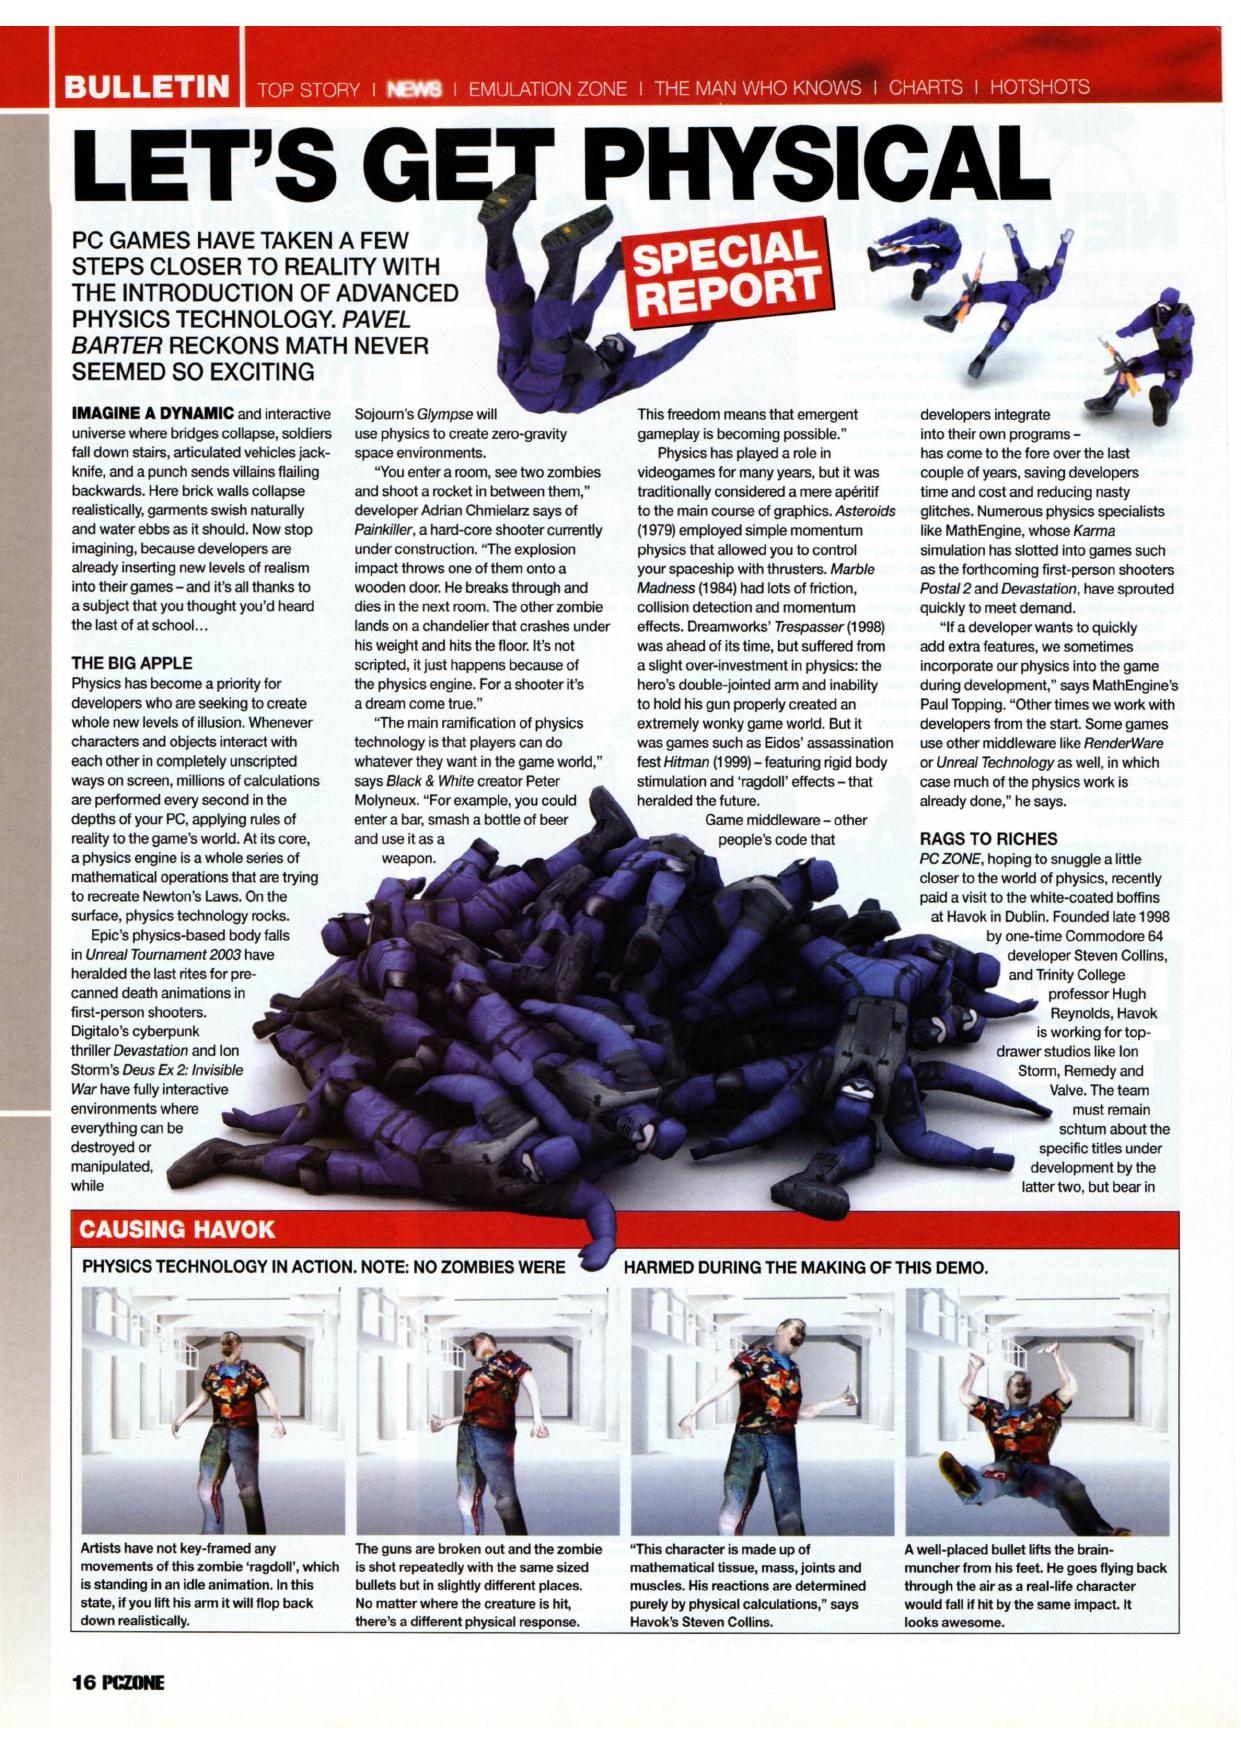 BULLETIN
TOP STORY | NEWS | EMULATION ZONE | THE MAN WHO KNOWS | CHARTS | HOTSHOTS
LET'S GET PHYSICAL
PC GAMES HAVE TAKEN A FEW
STEPS CLOSER TO REALITY WITH
THE INTRODUCTION OF ADVANCED
PHYSICS TECHNOLOGY. PAVEL
BARTER RECKONS MATH NEVER
SEEMED SO EXCITING
SPECIAL
REPORT
IMAGINE A DYNAMIC and interactive
universe where bridges collapse, soldiers
fall down stairs, articulated vehicles jack-
knife, and a punch sends villains flailing
backwards. Here brick walls collapse
realistically, garments swish naturally
and water ebbs as it should. Now stop
imagining, because developers are
already inserting new levels of realism
into their games – and it's all thanks to
a subject that you thought you'd heard
the last of at school...
THE BIG APPLE
Physics has become a priority for
developers who are seeking to create
whole new levels of illusion. Whenever
characters and objects interact with
each other in completely unscripted
ways on screen, millions of calculations
are performed every second in the
depths of your PC, applying rules of
reality to the game's world. At its core,
a physics engine is a whole series of
mathematical operations that are trying
to recreate Newton's Laws. On the
surface, physics technology rocks.
Epic's physics-based body falls
in Unreal Tournament 2003 have
heralded the last rites for pre-
canned death animations in
first-person shooters.
Digitalo's cyberpunk
thriller Devastation and Ion
Storm's Deus Ex 2: Invisible
War have fully interactive
environments where
everything can be
destroyed or
manipulated,
while
Sojourn's Glympse will
use physics to create zero-gravity
space environments.
"You enter a room, see two zombies
and shoot a rocket in between them,"
developer Adrian Chmielarz says of
Painkiller, a hard-core shooter currently
under construction. "The explosion
impact throws one of them onto a
wooden door. He breaks through and
dies in the next room. The other zombie
lands on a chandelier that crashes under
his weight and hits the floor. It's not
scripted, it just happens because of
the physics engine. For a shooter it's
a dream come true."
"The main ramification of physics
technology is that players can do
whatever they want in the game world,"
says Black & White creator Peter
Molyneux. "For example, you could
enter a bar, smash a bottle of beer
and use it as a
weapon.
This freedom means that emergent
gameplay is becoming possible."
Physics has played a role in
videogames for many years, but it was
traditionally considered a mere apéritif
to the main course of graphics. Asteroids
(1979) employed simple momentum
physics that allowed you to control
your spaceship with thrusters. Marble
Madness (1984) had lots of friction,
collision detection and momentum
effects. Dreamworks' Trespasser (1998)
was ahead of its time, but suffered from
a slight over-investment in physics: the
hero's double-jointed arm and inability
to hold his gun properly created an
extremely wonky game world. But it
was games such as Eidos' assassination
fest Hitman (1999) – featuring rigid body
stimulation and 'ragdoll' effects – that
heralded the future.
Game middleware – other
people's code that
developers integrate
into their own programs –
has come to the fore over the last
couple of years, saving developers
time and cost and reducing nasty
glitches. Numerous physics specialists
like MathEngine, whose Karma
simulation has slotted into games such
as the forthcoming first-person shooters
Postal 2 and Devastation, have sprouted
quickly to meet demand.
"If a developer wants to quickly
add extra features, we sometimes
incorporate our physics into the game
during development," says MathEngine's
Paul Topping. "Other times we work with
developers from the start. Some games
use other middleware like RenderWare
or Unreal Technology as well, in which
case much of the physics work is
already done," he says.
RAGS TO RICHES
PC ZONE, hoping to snuggle a little
closer to the world of physics, recently
paid a visit to the white-coated boffins
at Havok in Dublin. Founded late 1998
by one-time Commodore 64
developer Steven Collins,
and Trinity College
professor Hugh
Reynolds, Havok
is working for top-
drawer studios like Ion
Storm, Remedy and
Valve. The team
must remain
schtum about the
specific titles under
development by the
latter two, but bear in
CAUSING HAVOK
PHYSICS TECHNOLOGY IN ACTION. NOTE: NO ZOMBIES WERE HARMED DURING THE MAKING OF THIS DEMO.
Artists have not key-framed any
movements of this zombie 'ragdoll', which
is standing in an idle animation. In this
state, if you lift his arm it will flop back
down realistically.
The guns are broken out and the zombie
is shot repeatedly with the same sized
bullets but in slightly different places.
No matter where the creature is hit,
there's a different physical response.
"This character is made up of
mathematical tissue, mass, joints and
muscles. His reactions are determined
purely by physical calculations," says
Havok's Steven Collins.
A well-placed bullet lifts the brain-
muncher from his feet. He goes flying back
through the air as a real-life character
would fall if hit by the same impact. It
looks awesome.
16 PCZONE